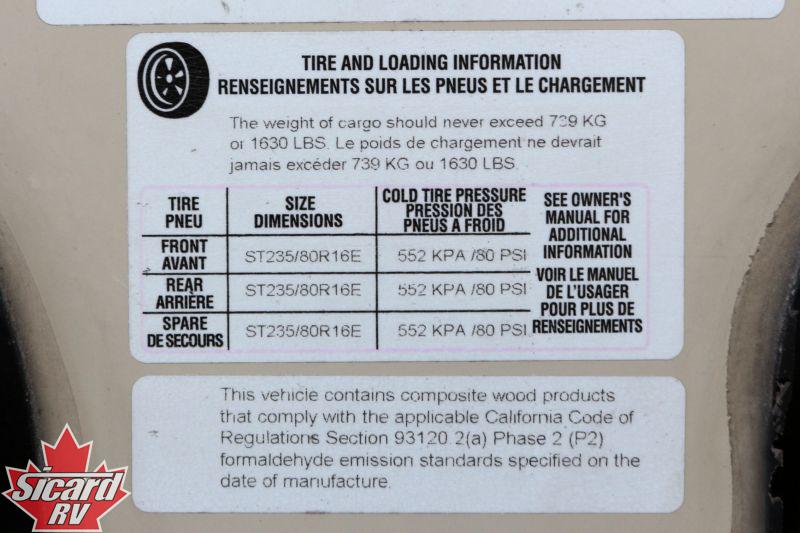 TIRE AND LOADING INFORMATION
RENSEIGNEMENTS SUR LES PNEUS ET LE CHARGEMENT
The weight of cargo should never exceed 739 KG
or 1630 LBS. Le poids de chargement ne devrait
jamais excéder 739 KG ou 1630 LBS.
TIRE PNEU SIZE DIMENSIONS COLD TIRE PRESSURE PRESSION DES PNEUS A FROID
FRONT AVANT ST235/80R16E 552 KPA /80 PSI
REAR ARRIÈRE ST235/80R16E 552 KPA /80 PSI
SPARE DE SECOURS ST235/80R16E 552 KPA /80 PSI
SEE OWNER'S
MANUAL FOR
ADDITIONAL
INFORMATION
VOIR LE MANUEL
DE L'USAGER
POUR PLUS DE
RENSEIGNEMENTS
This vehicle contains composite wood products
that comply with the applicable California Code of
Regulations Section 93120.2(a) Phase 2 (P2)
formaldehyde emission standards specified on the
date of manufacture.
Sicard
RV